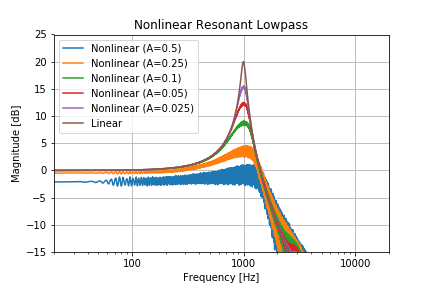 Nonlinear Resonant Lowpass
Magnitude [dB]
25
20
15
10
5
0
−5
−10
−15
Nonlinear (A=0.5)
Nonlinear (A=0.25)
Nonlinear (A=0.1)
Nonlinear (A=0.05)
Nonlinear (A=0.025)
Linear
100
1000
10000
Frequency [Hz]